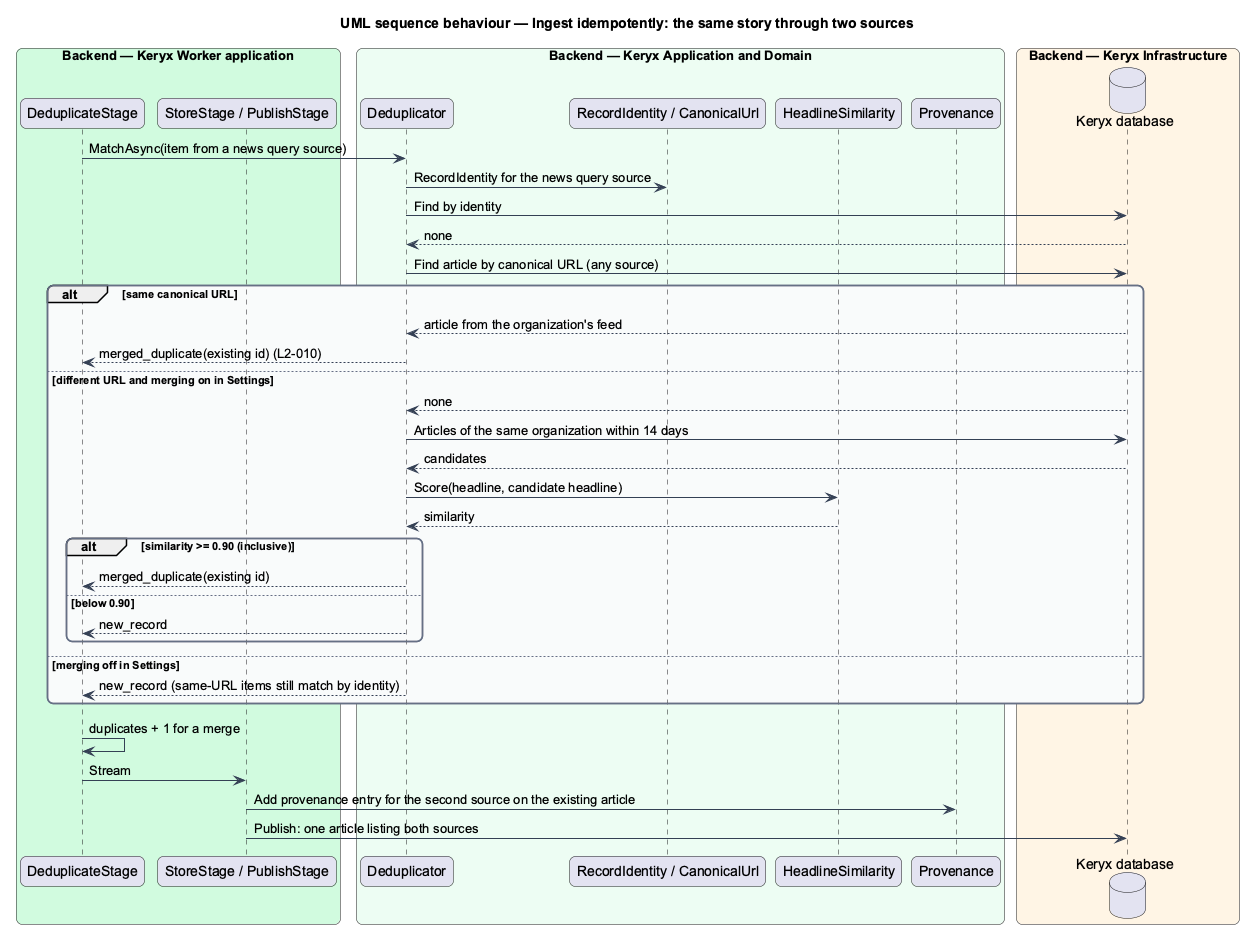 UML sequence behaviour — Ingest idempotently: the same story through two sources
Backend — Keryx Worker application
Backend — Keryx Application and Domain
Backend — Keryx Infrastructure
DeduplicateStage
StoreStage / PublishStage
Deduplicator
RecordIdentity / CanonicalUrl
HeadlineSimilarity
Provenance
Keryx database
MatchAsync(item from a news query source)
RecordIdentity for the news query source
Find by identity
none
Find article by canonical URL (any source)
alt
[same canonical URL]
article from the organization's feed
merged_duplicate(existing id) (L2-010)
[different URL and merging on in Settings]
none
Articles of the same organization within 14 days
candidates
Score(headline, candidate headline)
similarity
alt
[similarity >= 0.90 (inclusive)]
merged_duplicate(existing id)
[below 0.90]
new_record
[merging off in Settings]
new_record (same-URL items still match by identity)
duplicates + 1 for a merge
Stream
Add provenance entry for the second source on the existing article
Publish: one article listing both sources
DeduplicateStage
StoreStage / PublishStage
Deduplicator
RecordIdentity / CanonicalUrl
HeadlineSimilarity
Provenance
Keryx database